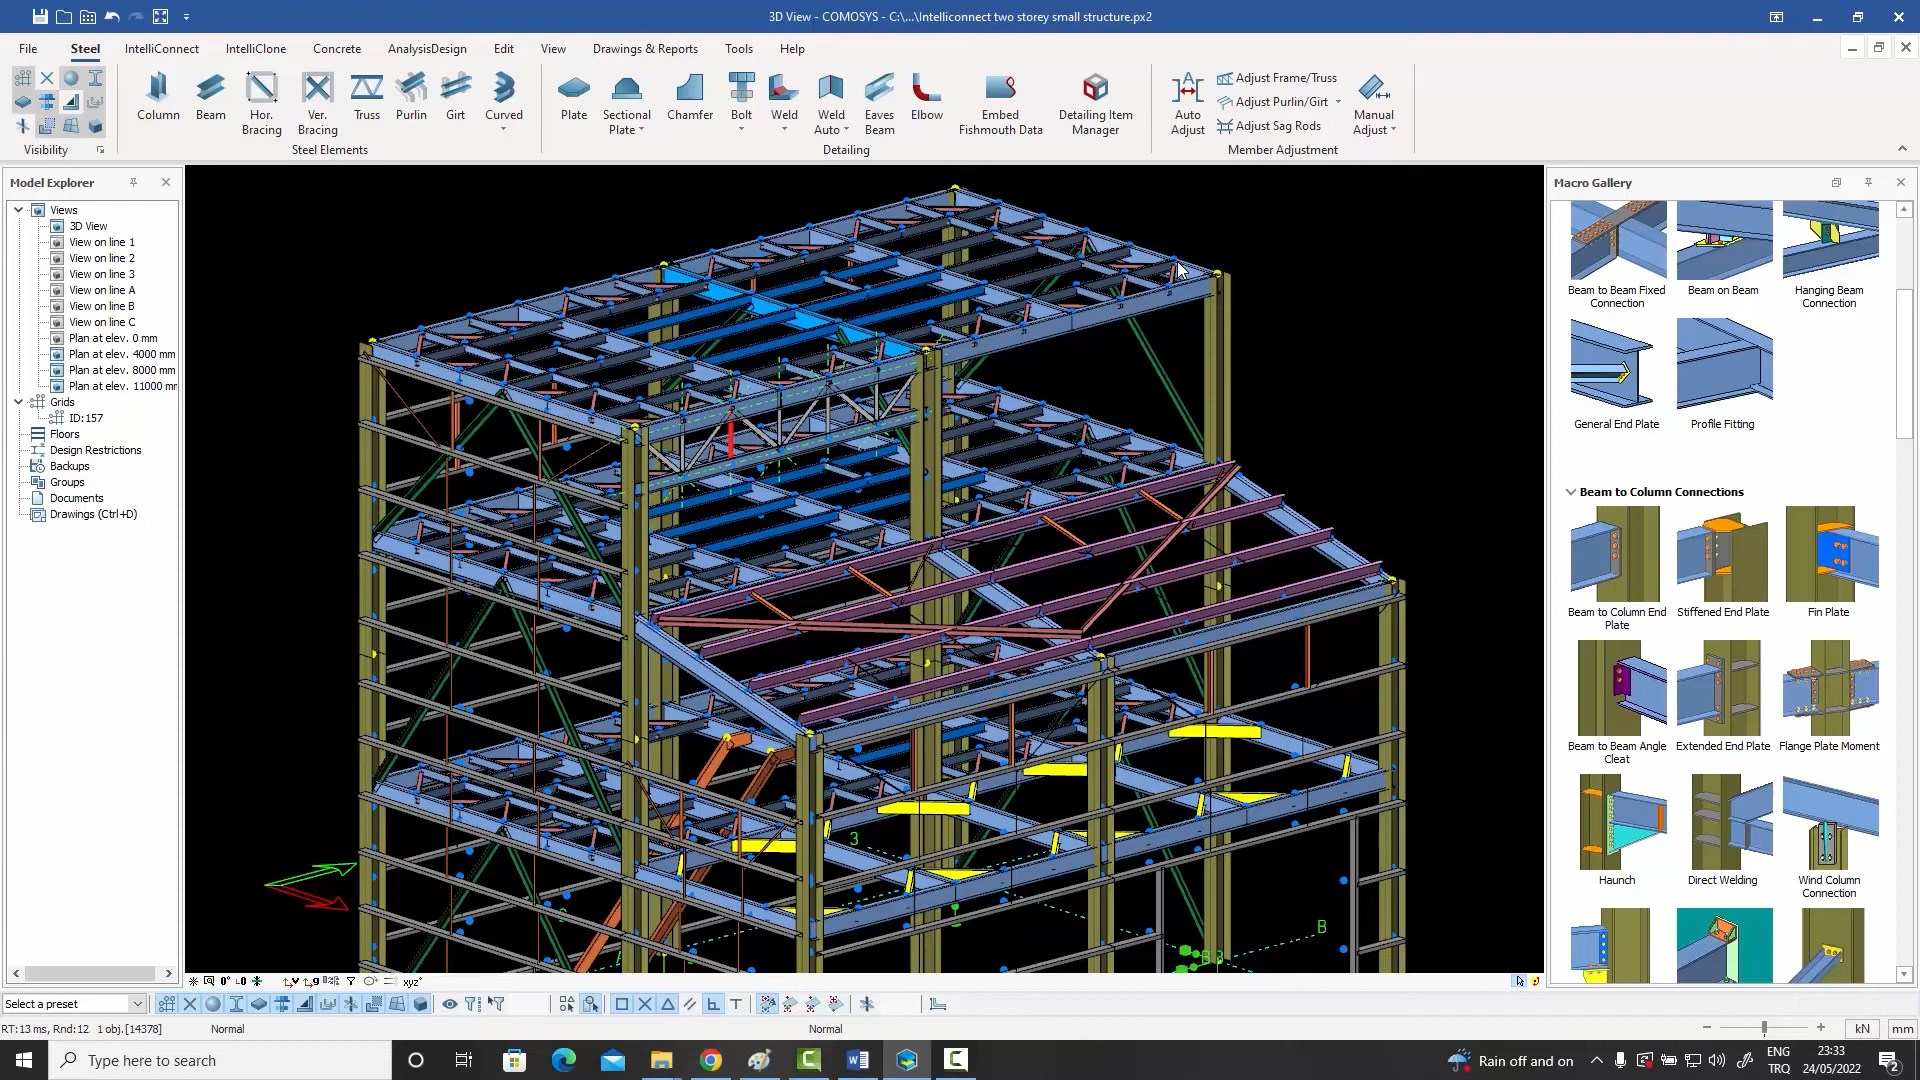 3D View - COMOSYS - C:\...\Intelliconnect two storey small structure.px2
File
Steel
IntelliConnect
IntelliClone
Concrete
AnalysisDesign
Edit
View
Drawings & Reports
Tools
Help
Column
Beam
Hor.
Bracing
Ver.
Bracing
Truss
Purlin
Girt
Curved
Plate
Sectional
Plate
Chamfer
Bolt
Weld
Weld
Auto
Eaves
Beam
Elbow
Embed
Fishmouth Data
Detailing Item
Manager
Auto
Adjust
Adjust Frame/Truss
Adjust Purlin/Girt
Adjust Sag Rods
Manual
Adjust
Visibility
Steel Elements
Detailing
Member Adjustment
Model Explorer
Views
3D View
View on line 1
View on line 2
View on line 3
View on line A
View on line B
View on line C
Plan at elev. 0 mm
Plan at elev. 4000 mm
Plan at elev. 8000 mm
Plan at elev. 11000 mm
Grids
ID:157
Floors
Design Restrictions
Backups
Groups
Documents
Drawings (Ctrl+D)
3
B
Macro Gallery
Beam to Beam Fixed
Connection
Beam on Beam
Hanging Beam
Connection
General End Plate
Profile Fitting
Beam to Column Connections
Beam to Column End
Plate
Stiffened End Plate
Fin Plate
Beam to Beam Angle
Cleat
Extended End Plate
Flange Plate Moment
Haunch
Direct Welding
Wind Column
Connection
xyz
Select a preset
RT:13 ms, Rnd:12 1 obj.[14378]
Normal
Normal
kN
mm
Type here to search
Rain off and on
ENG
TRQ
23:33
24/05/2022
2